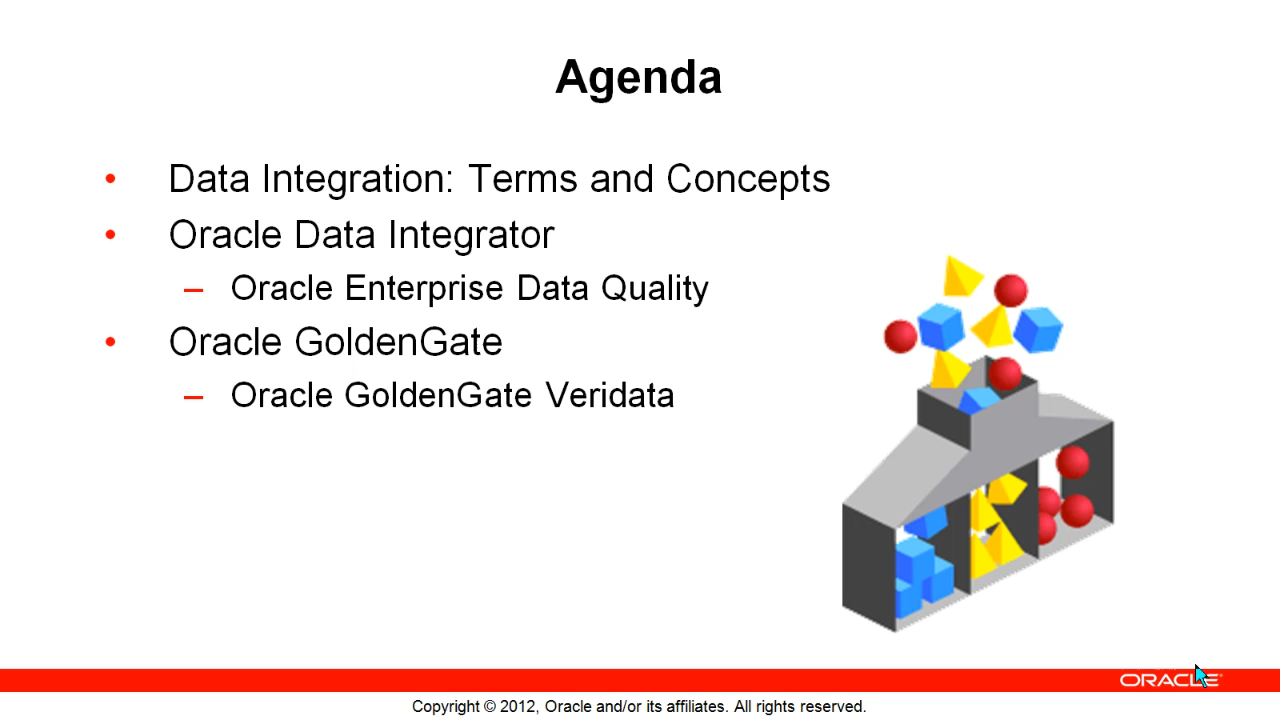 Agenda
• Data Integration: Terms and Concepts
• Oracle Data Integrator
– Oracle Enterprise Data Quality
• Oracle GoldenGate
– Oracle GoldenGate Veridata
ORACLE
Copyright © 2012, Oracle and/or its affiliates. All rights reserved.